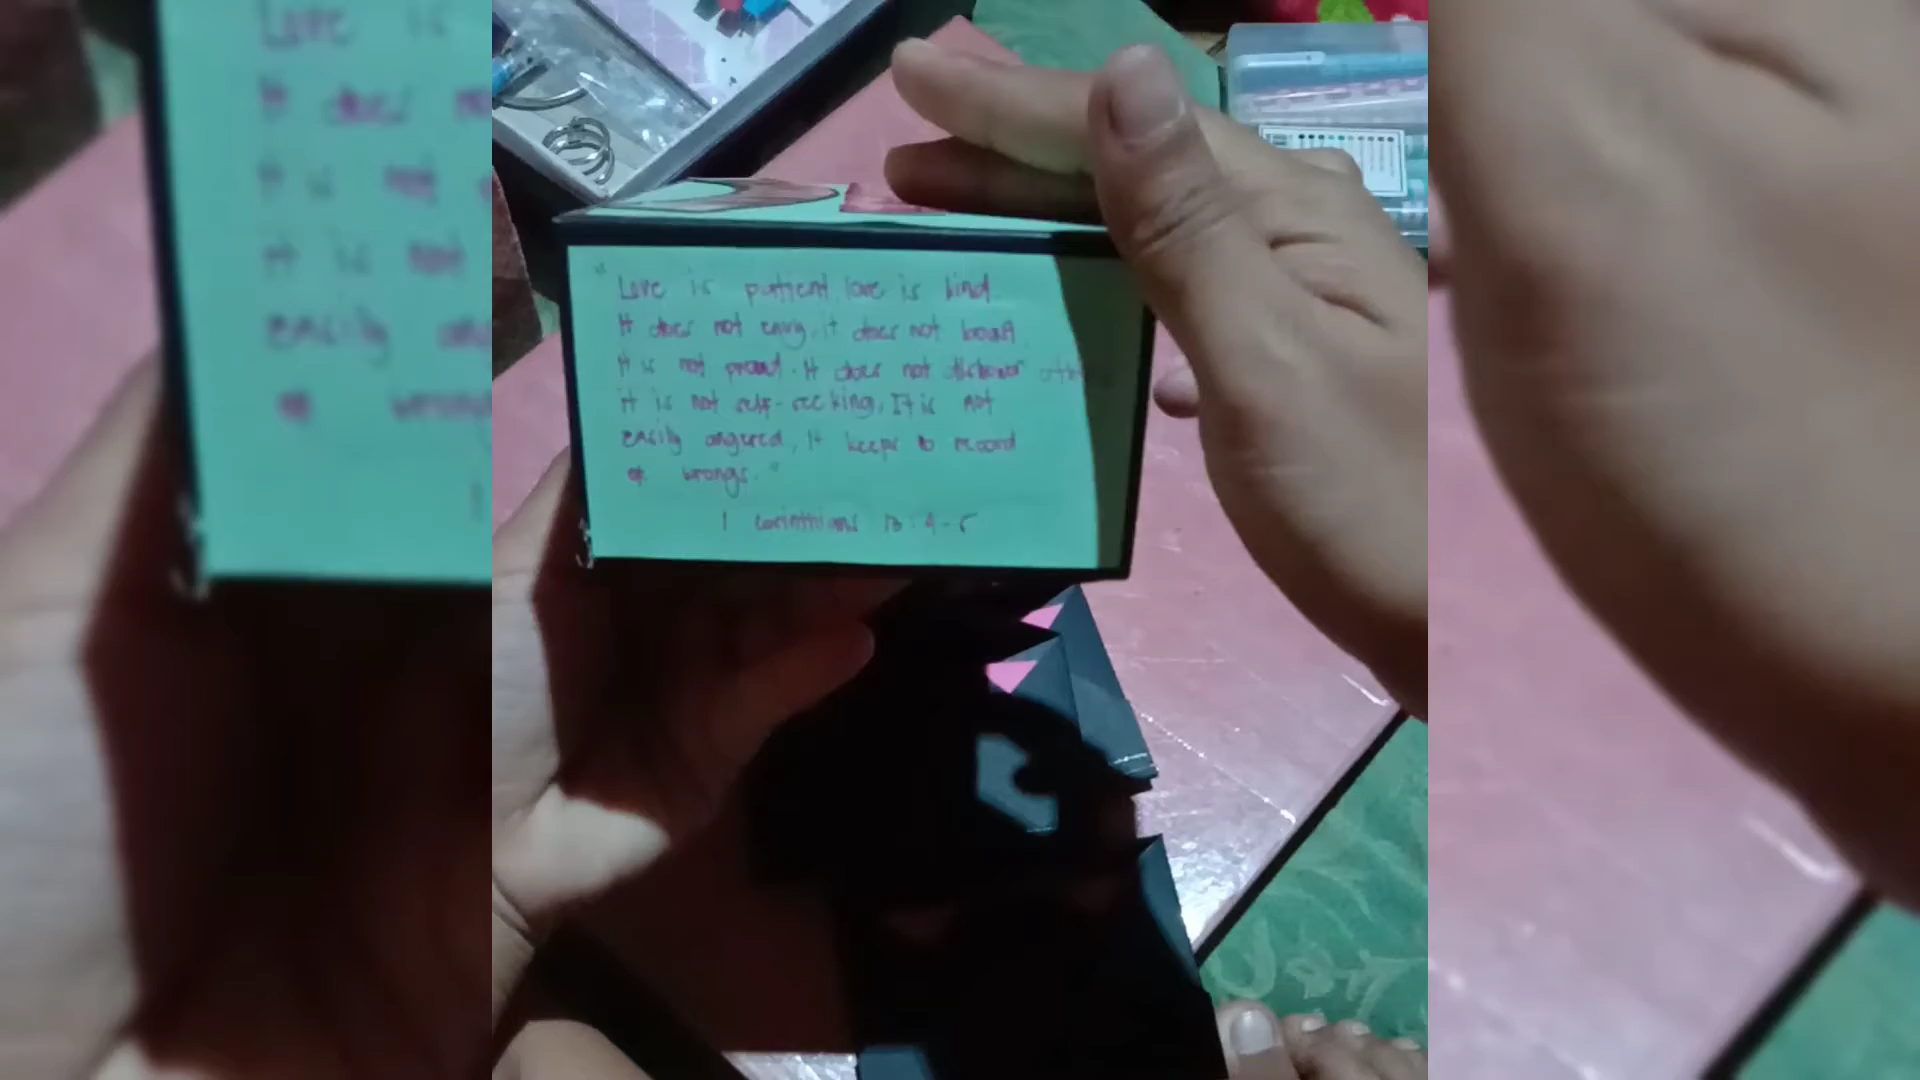 "Love is patient, love is kind.
It does not envy, it does not boast
It is not proud. It does not dishonor others
it is not self-seeking, It is not
easily angered, it keeps no record
of wrongs."
1 Corinthians 13:4-5